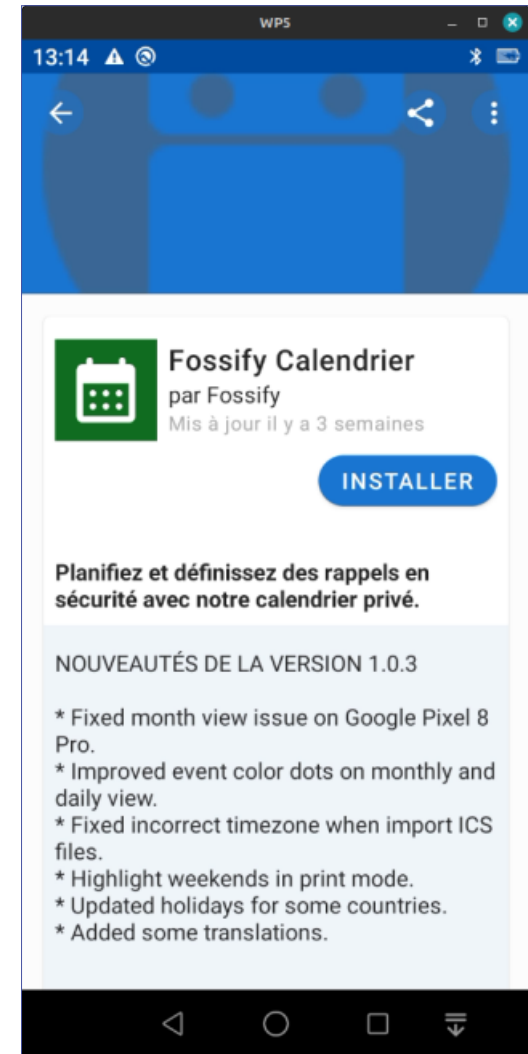 WP5
13:14
Fossify Calendrier
par Fossify
Mis à jour il y a 3 semaines
INSTALLER
Planifiez et définissez des rappels en
sécurité avec notre calendrier privé.
NOUVEAUTÉS DE LA VERSION 1.0.3
* Fixed month view issue on Google Pixel 8
Pro.
* Improved event color dots on monthly and
daily view.
* Fixed incorrect timezone when import ICS
files.
* Highlight weekends in print mode.
* Updated holidays for some countries.
* Added some translations.